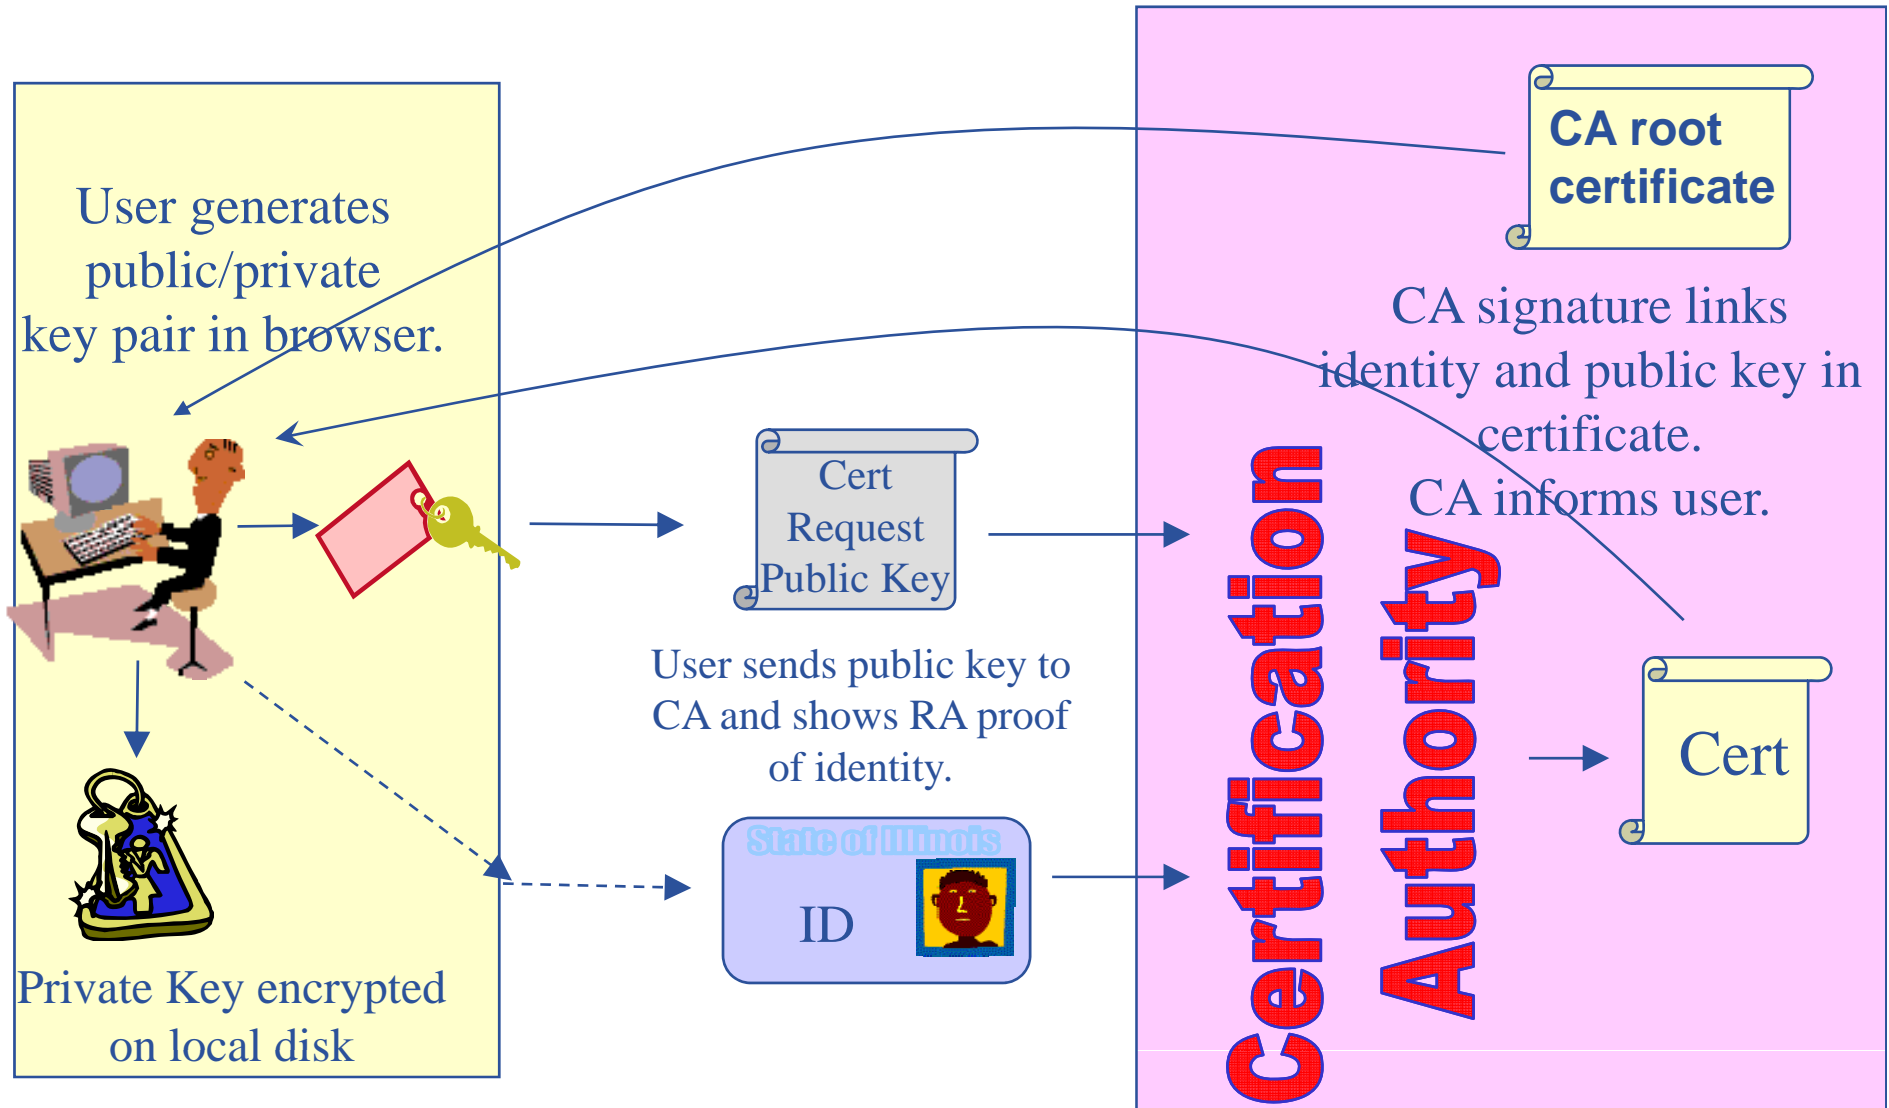 User generates
public/private
key pair in browser.
Private Key encrypted
on local disk
Cert
Request
Public Key
User sends public key to
CA and shows RA proof
of identity.
State of Illinois
ID
Certification
Authority
CA root
certificate
CA signature links
identity and public key in
certificate.
CA informs user.
Cert